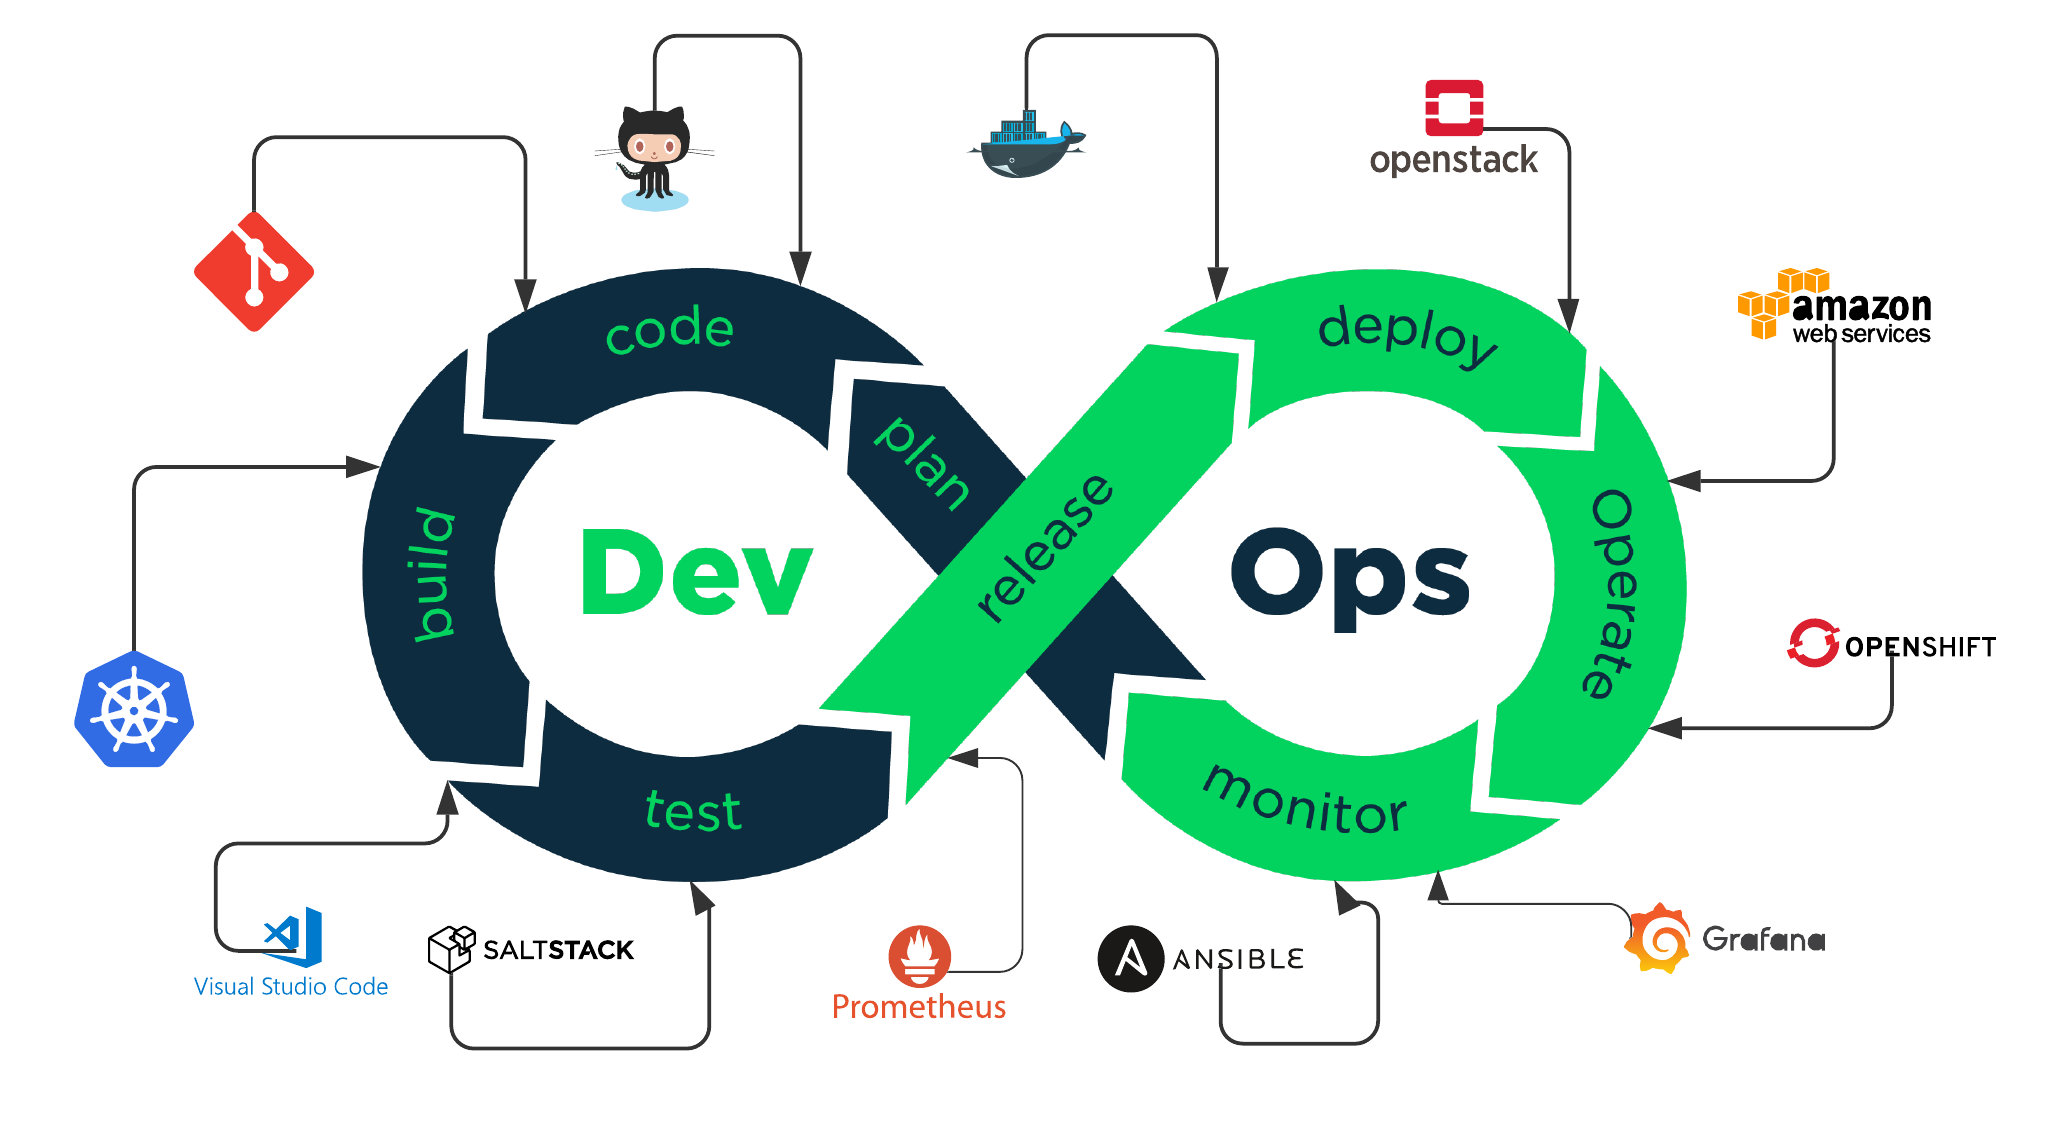 openstack
amazon
web services
code
deploy
plan
release
Operate
build
Dev
Ops
OPENSHIFT
test
monitor
Visual Studio Code
SALTSTACK
Prometheus
ANSIBLE
Grafana